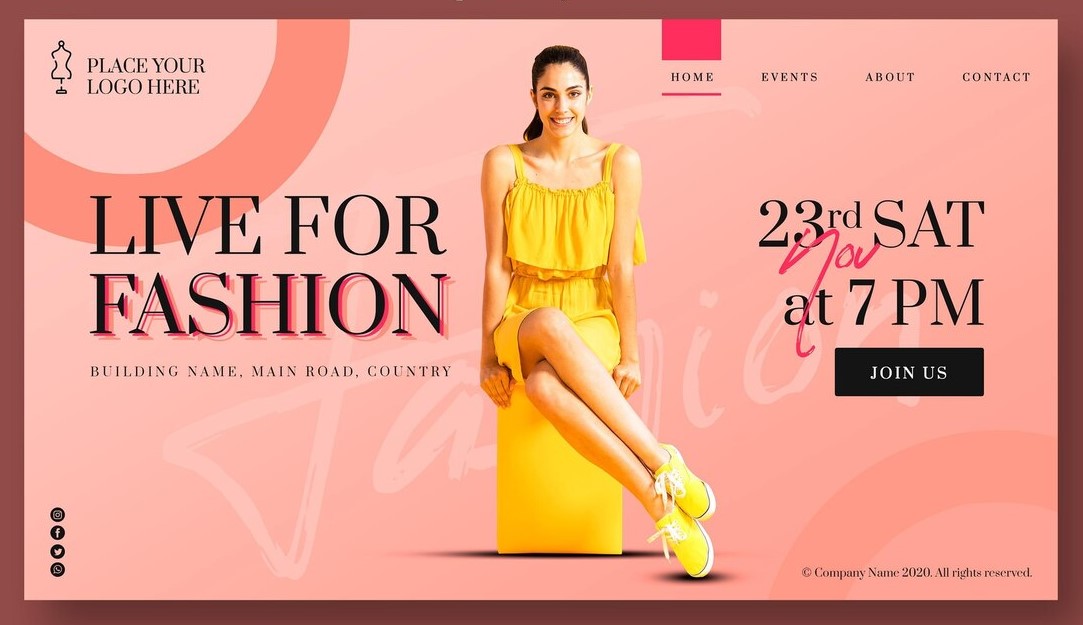 PLACE YOUR
LOGO HERE
HOME EVENTS ABOUT CONTACT
LIVE FOR
FASHION
BUILDING NAME, MAIN ROAD, COUNTRY
23rd SAT
Nov
at 7 PM
JOIN US
Fashion
© Company Name 2020. All rights reserved.